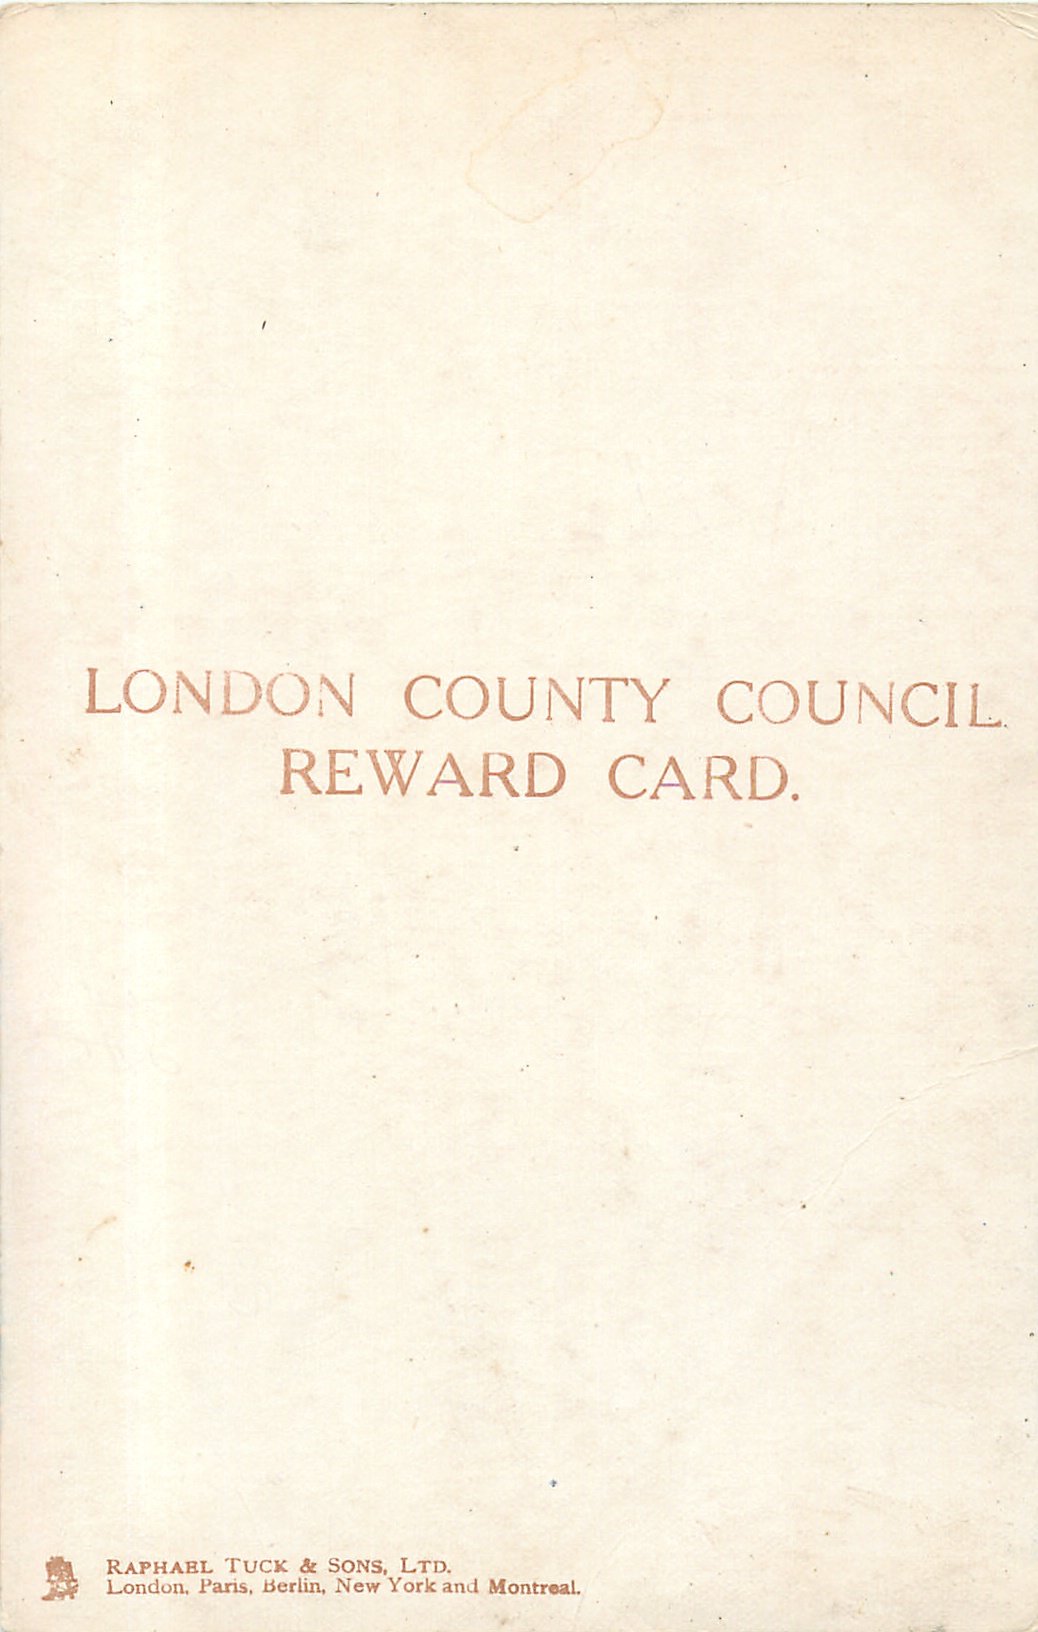 LONDON COUNTY COUNCIL.
REWARD CARD.
RAPHAEL TUCK & SONS, LTD.
London, Paris, Berlin, New York and Montreal.